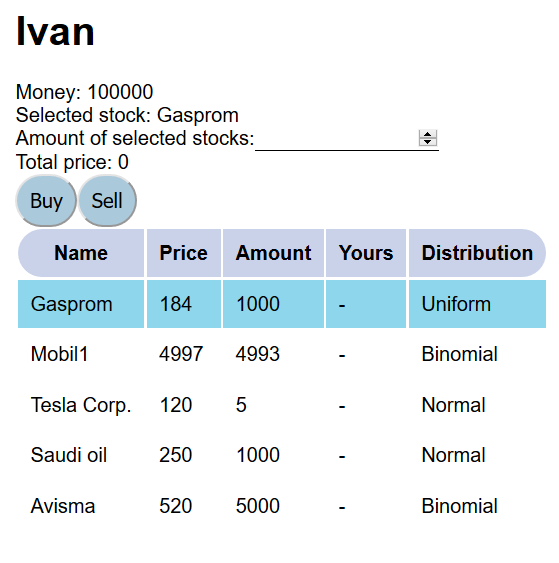 Ivan
Money: 100000
Selected stock: Gasprom
Amount of selected stocks:
Total price: 0
Buy Sell
Name Price Amount Yours Distribution
Gasprom 184 1000 - Uniform
Mobil1 4997 4993 - Binomial
Tesla Corp. 120 5 - Normal
Saudi oil 250 1000 - Normal
Avisma 520 5000 - Binomial